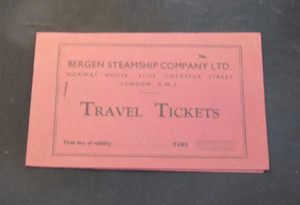 No.
BERGEN STEAMSHIP COMPANY LTD.
NORWAY HOUSE, 21/24, COCKSPUR STREET
LONDON, S.W.1
TRAVEL TICKETS
First day of validity
FARE